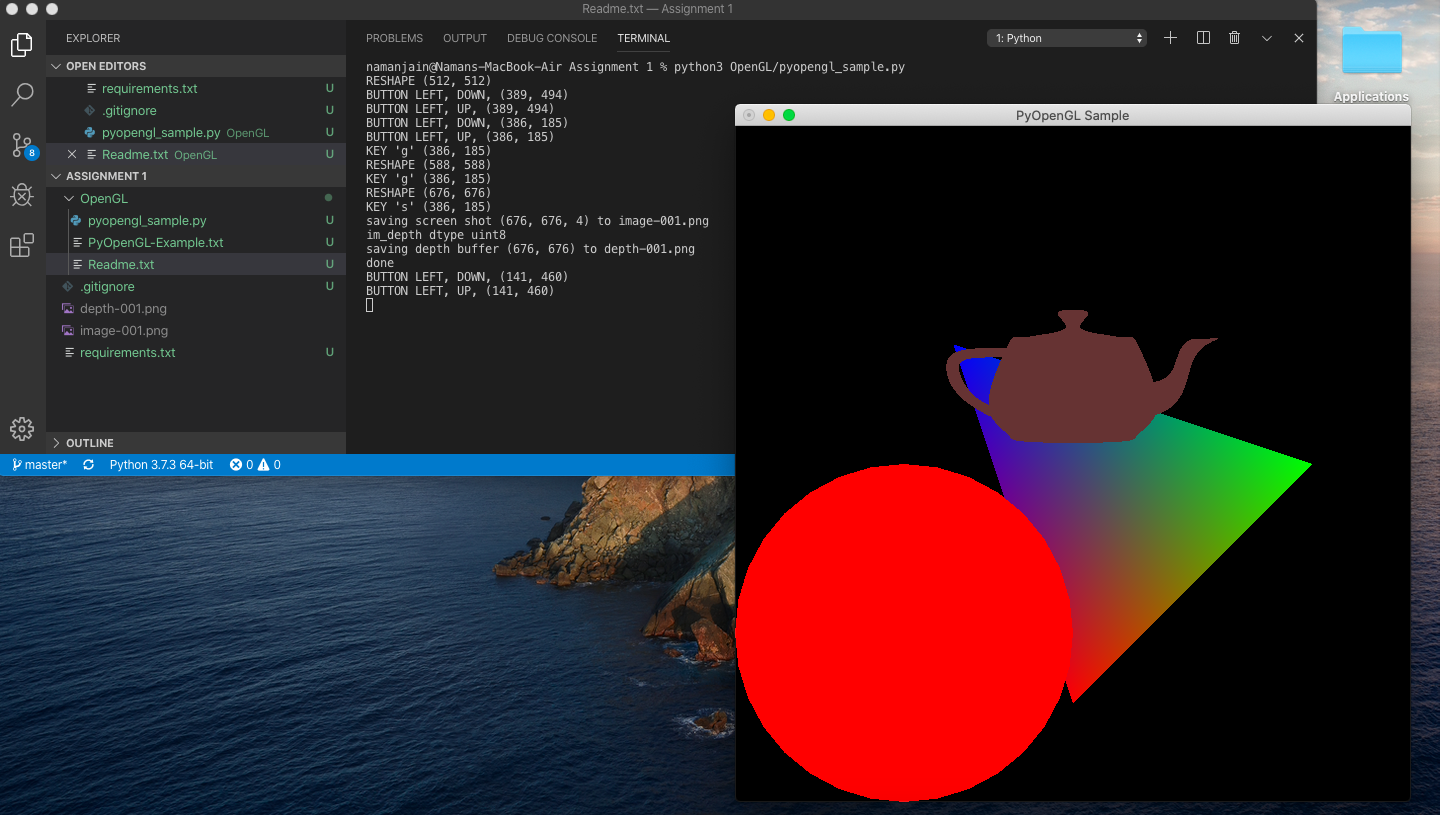 Readme.txt — Assignment 1
EXPLORER
OPEN EDITORS
requirements.txt U
.gitignore U
pyopengl_sample.py OpenGL U
Readme.txt OpenGL U
ASSIGNMENT 1
OpenGL
pyopengl_sample.py U
PyOpenGL-Example.txt U
Readme.txt U
.gitignore U
depth-001.png
image-001.png
requirements.txt U
OUTLINE
8
PROBLEMS OUTPUT DEBUG CONSOLE TERMINAL 1: Python
namanjain@Namans-MacBook-Air Assignment 1 % python3 OpenGL/pyopengl_sample.py
RESHAPE (512, 512)
BUTTON LEFT, DOWN, (389, 494)
BUTTON LEFT, UP, (389, 494)
BUTTON LEFT, DOWN, (386, 185)
BUTTON LEFT, UP, (386, 185)
KEY 'g' (386, 185)
RESHAPE (588, 588)
KEY 'g' (386, 185)
RESHAPE (676, 676)
KEY 's' (386, 185)
saving screen shot (676, 676, 4) to image-001.png
im_depth dtype uint8
saving depth buffer (676, 676) to depth-001.png
done
BUTTON LEFT, DOWN, (141, 460)
BUTTON LEFT, UP, (141, 460)
master* Python 3.7.3 64-bit 0 0
Applications
PyOpenGL Sample